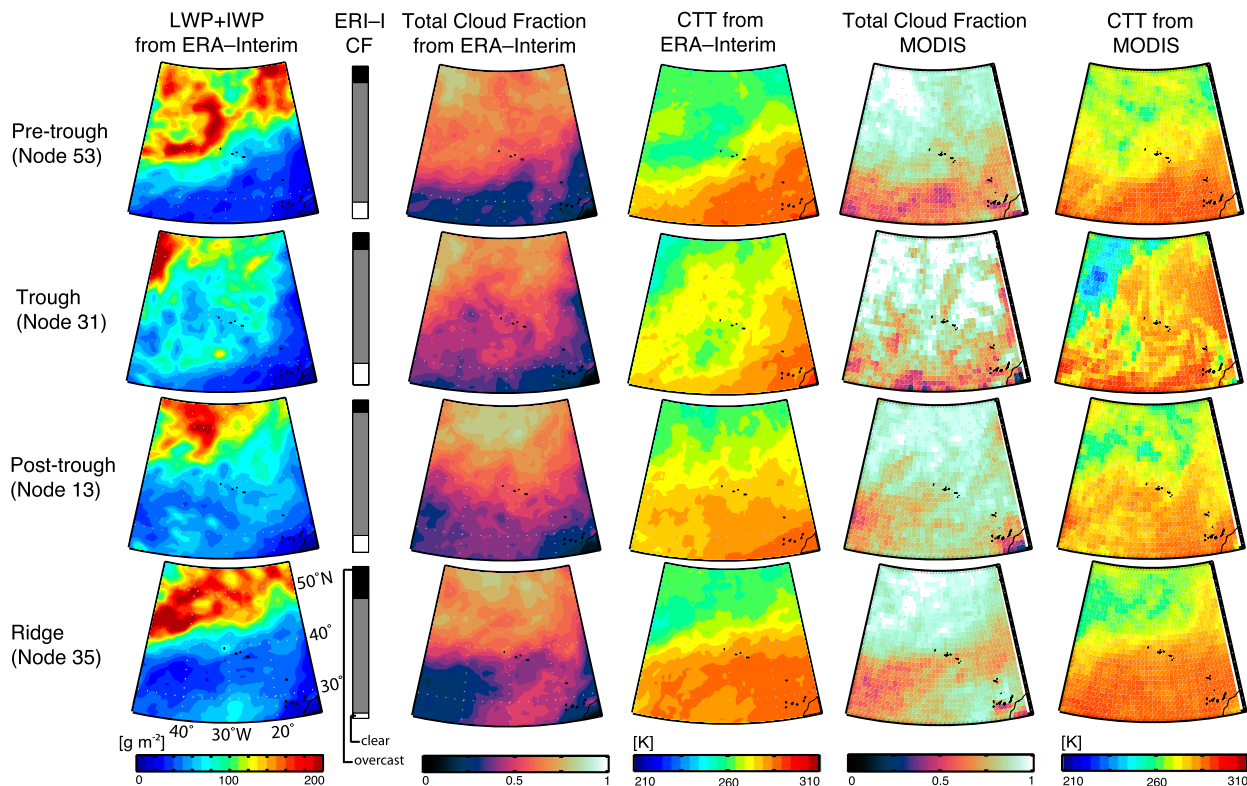 LWP+IWP
from ERA–Interim
ERI–I
CF
Total Cloud Fraction
from ERA–Interim
CTT from
ERA–Interim
Total Cloud Fraction
MODIS
CTT from
MODIS
Pre-trough
(Node 53)
Trough
(Node 31)
Post-trough
(Node 13)
Ridge
(Node 35)
50°N
40°
30°
40°
30°W
20°
clear
overcast
[g m⁻²]
0
100
200
0
0.5
1
[K]
210
260
310
0
0.5
1
[K]
210
260
310